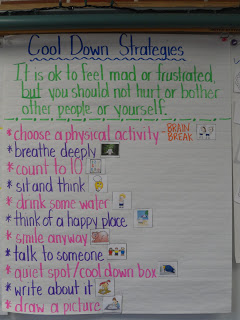 Cool Down Strategies
It is ok to feel mad or frustrated,
but you should not hurt or bother
other people or yourself.
* choose a physical activity - BRAIN BREAK
* breathe deeply
* count to 10
* sit and think
* drink some water
* think of a happy place
* smile anyway
* talk to someone
* quiet spot/cool down box
* write about it
* draw a picture